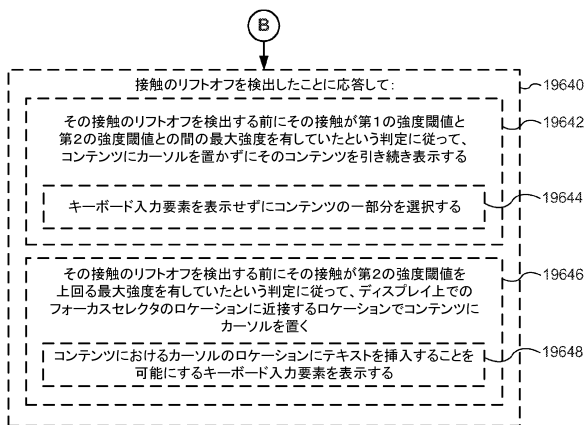 B
接触のリフトオフを検出したことに応答して:
19640
その接触のリフトオフを検出する前にその接触が第1の強度閾値と
第2の強度閾値との間の最大強度を有していたという判定に従って、
コンテンツにカーソルを置かずにそのコンテンツを引き続き表示する
19642
キーボード入力要素を表示せずにコンテンツの一部分を選択する
19644
その接触のリフトオフを検出する前にその接触が第2の強度閾値を
上回る最大強度を有していたという判定に従って、ディスプレイ上での
フォーカスセレクタのロケーションに近接するロケーションでコンテンツに
カーソルを置く
19646
コンテンツにおけるカーソルのロケーションにテキストを挿入することを
可能にするキーボード入力要素を表示する
19648